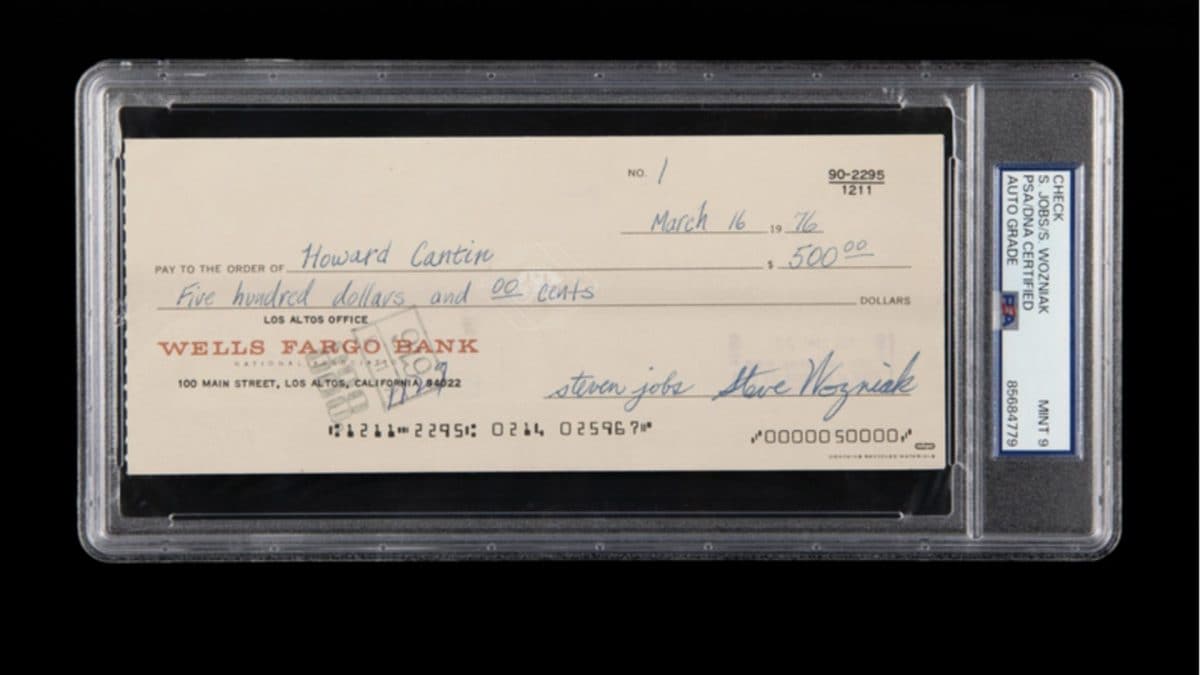 NO. 1
90-2295
1211
March 16 19 76
PAY TO THE ORDER OF Howard Cantin $ 500 00
Five hundred dollars and 00 cents DOLLARS
LOS ALTOS OFFICE
WELLS FARGO BANK
100 MAIN STREET, LOS ALTOS, CALIFORNIA 94022
steven jobs Steve Wozniak
1211 2295 0214 025967
00000 50000
CHECK
S. JOBS/S. WOZNIAK
PSA/DNA CERTIFIED
AUTO GRADE MINT 9
PSA 85684779